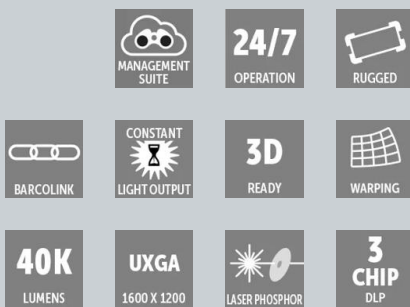 MANAGEMENT
SUITE
24/7
OPERATION
RUGGED
BARCOLINK
CONSTANT
LIGHT OUTPUT
3D
READY
WARPING
40K
LUMENS
UXGA
1600 X 1200
LASER PHOSPHOR
3
CHIP
DLP